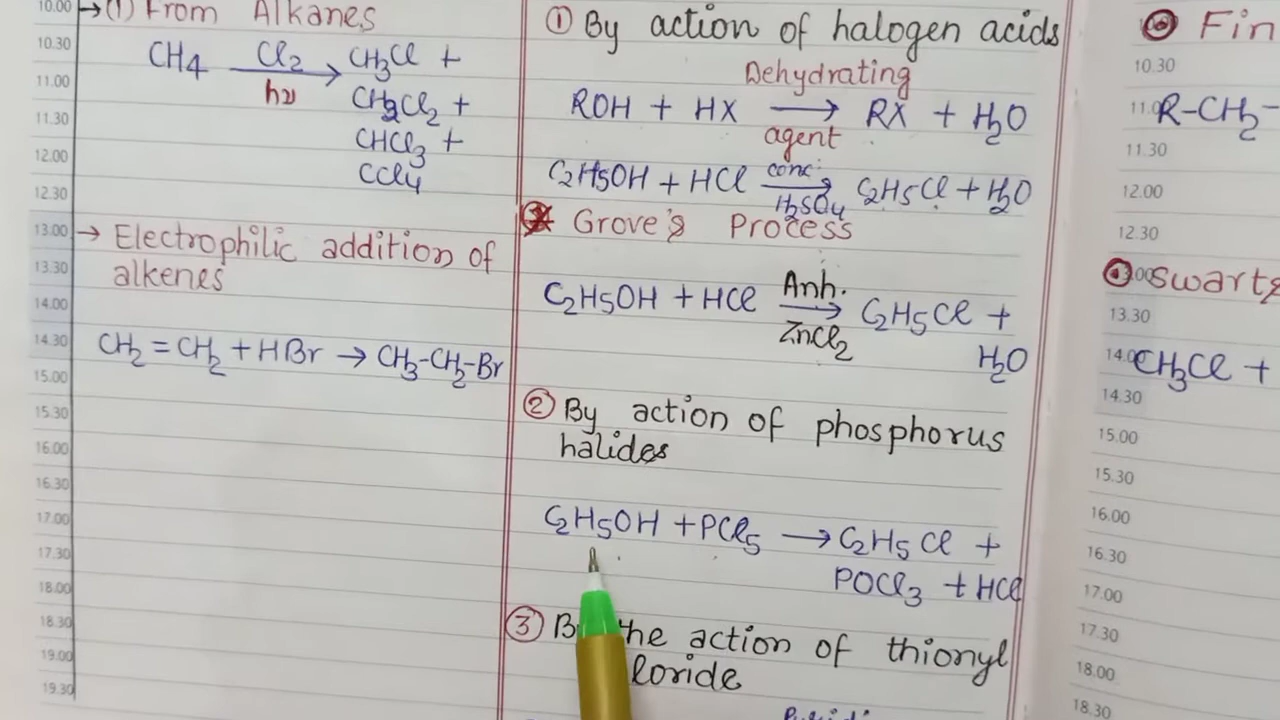 10.00
10.30
11.00
11.30
12.00
12.30
13.00
13.30
14.00
14.30
15.00
15.30
16.00
16.30
17.00
17.30
18.00
18.30
19.00
19.30
→(1) From Alkanes
CH4 Cl2 → hν CH3Cl +
CH2Cl2 +
CHCl3 +
CCl4
→ Electrophilic addition of
alkenes
CH2 = CH2 + HBr → CH3-CH2-Br
① By action of halogen acids
Dehydrating
ROH + HX → RX + H2O
agent
C2H5OH + HCl conc. → H2SO4 C2H5Cl + H2O
Grove's Process
C2H5OH + HCl Anh. → ZnCl2 C2H5Cl +
H2O
② By action of phosphorus
halides
C2H5OH + PCl5 → C2H5Cl +
POCl3 + HCl
③ the action of thionyl
loride
Fin
10.30
R-CH2-
11.30
12.00
12.30
Swarts
13.30
CH3Cl +
14.30
15.00
15.30
16.00
16.30
17.00
17.30
18.00
18.30